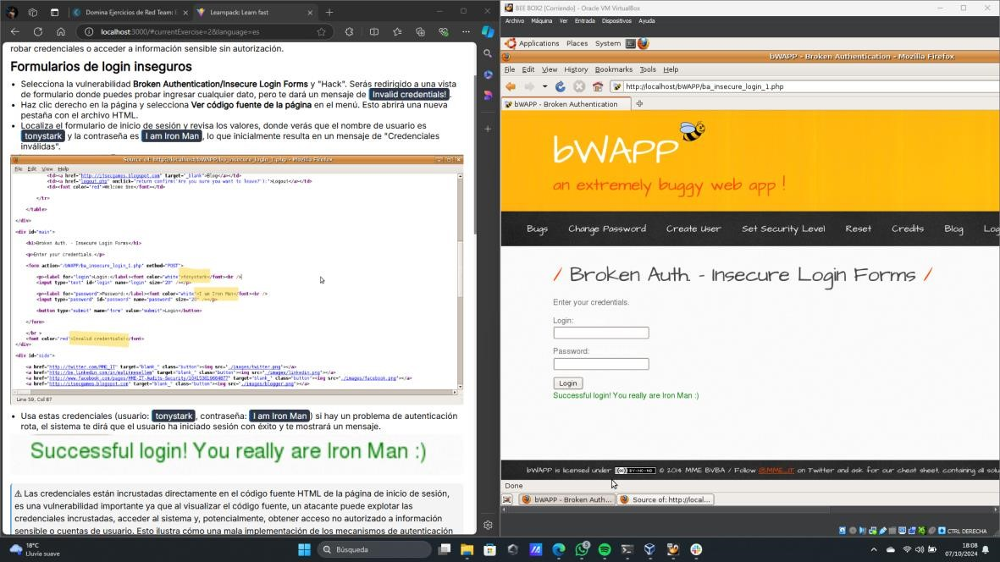 Domina Ejercicios de Red Team: E
Learnpack: Learn fast
localhost:3000/#currentExercise=2&language=es
robar credenciales o acceder a información sensible sin autorización.
Formularios de login inseguros
Selecciona la vulnerabilidad Broken Authentication/Insecure Login Forms y "Hack". Serás redirigido a una vista
de formulario donde puedes probar ingresar cualquier dato, pero te dará un mensaje de Invalid credentials! .
Haz clic derecho en la página y selecciona Ver código fuente de la página en el menú. Esto abrirá una nueva
pestaña con el archivo HTML.
Localiza el formulario de inicio de sesión y revisa los valores, donde verás que el nombre de usuario es
tonystark y la contraseña es I am Iron Man , lo que inicialmente resulta en un mensaje de "Credenciales
inválidas".
Source of: http://localhost/bWAPP/ba_insecure_login_1.php - Mozilla Firefox
File Edit View Help
<td><a href="http://itsecgames.blogspot.com" target="_blank">Blog</a></td>
<td><a href="logout.php" onclick="return confirm('Are you sure you want to leave?');">Logout</a></td>
<td><font color="red">Welcome Bee</font></td>
</tr>
</table>
</div>
<div id="main">
<h1>Broken Auth. - Insecure Login Forms</h1>
<p>Enter your credentials.</p>
<form action="/bWAPP/ba_insecure_login_1.php" method="POST">
<p><label for="login">Login:</label><font color="white">tonystark</font><br />
<input type="text" id="login" name="login" size="20" /></p>
<p><label for="password">Password:</label><font color="white">I am Iron Man</font><br />
<input type="password" id="password" name="password" size="20" /></p>
<button type="submit" name="form" value="submit">Login</button>
</form>
</br >
<font color="red">Invalid credentials!</font>
</div>
<div id="side">
<a href="http://twitter.com/MME_IT" target="blank_" class="button"><img src="./images/twitter.png"></a>
<a href="http://be.linkedin.com/in/malikmesellem" target="blank_" class="button"><img src="./images/linkedin.png"></a>
<a href="http://www.facebook.com/pages/MME-IT-Audits-Security/104153019664877" target="blank_" class="button"><img src="./images/facebook.png"></a>
<a href="http://itsecgames.blogspot.com" target="blank_" class="button"><img src="./images/blogger.png"></a>
Line 59, Col 87
Usa estas credenciales (usuario: tonystark , contraseña: I am Iron Man ) si hay un problema de autenticación
rota, el sistema te dirá que el usuario ha iniciado sesión con éxito y te mostrará un mensaje.
Successful login! You really are Iron Man :)
⚠ Las credenciales están incrustadas directamente en el código fuente HTML de la página de inicio de sesión,
es una vulnerabilidad importante ya que al visualizar el código fuente, un atacante puede explotar las
credenciales incrustadas, acceder al sistema y, potencialmente, obtener acceso no autorizado a información
sensible o cuentas de usuario. Esto ilustra cómo una mala implementación de los mecanismos de autenticación
BEE BOX2 [Corriendo] - Oracle VM VirtualBox
Archivo Máquina Ver Entrada Dispositivos Ayuda
Applications Places System
bWAPP - Broken Authentication - Mozilla Firefox
File Edit View History Bookmarks Tools Help
http://localhost/bWAPP/ba_insecure_login_1.php
bWAPP - Broken Authentication
bWAPP
an extremely buggy web app !
Bugs Change Password Create User Set Security Level Reset Credits Blog Log
/ Broken Auth. - Insecure Login Forms /
Enter your credentials.
Login:
Password:
Login
Successful login! You really are Iron Man :)
bWAPP is licensed under (cc) BY-NC-ND © 2014 MME BVBA / Follow @MME_IT on Twitter and ask for our cheat sheet, containing all solu
Done
bWAPP - Broken Auth...
Source of: http://local...
CTRL DERECHA
18°C
Lluvia suave
Búsqueda
18:08
07/10/2024